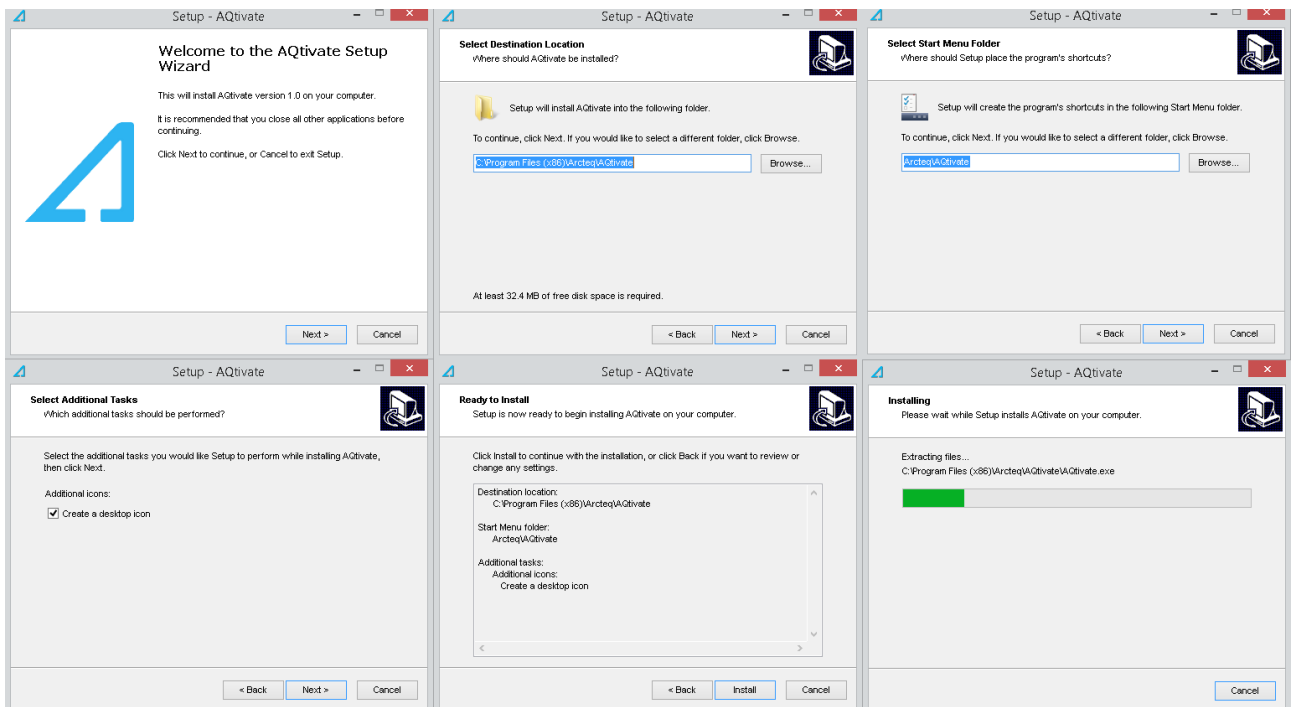 Setup - AQtivate
Welcome to the AQtivate Setup
Wizard
This will install AQtivate version 1.0 on your computer.
It is recommended that you close all other applications before
continuing.
Click Next to continue, or Cancel to exit Setup.
Next >
Cancel
Setup - AQtivate
Select Destination Location
Where should AQtivate be installed?
Setup will install AQtivate into the following folder.
To continue, click Next. If you would like to select a different folder, click Browse.
C:\Program Files (x86)\Arcteq\AQtivate
Browse...
At least 32.4 MB of free disk space is required.
< Back
Next >
Cancel
Setup - AQtivate
Select Start Menu Folder
Where should Setup place the program's shortcuts?
Setup will create the program's shortcuts in the following Start Menu folder.
To continue, click Next. If you would like to select a different folder, click Browse.
Arcteq\AQtivate
Browse...
< Back
Next >
Cancel
Setup - AQtivate
Select Additional Tasks
Which additional tasks should be performed?
Select the additional tasks you would like Setup to perform while installing AQtivate,
then click Next.
Additional icons:
Create a desktop icon
< Back
Next >
Cancel
Setup - AQtivate
Ready to Install
Setup is now ready to begin installing AQtivate on your computer.
Click Install to continue with the installation, or click Back if you want to review or
change any settings.
Destination location:
C:\Program Files (x86)\Arcteq\AQtivate
Start Menu folder:
Arcteq\AQtivate
Additional tasks:
Additional icons:
Create a desktop icon
< Back
Install
Cancel
Setup - AQtivate
Installing
Please wait while Setup installs AQtivate on your computer.
Extracting files...
C:\Program Files (x86)\Arcteq\AQtivate\AQtivate.exe
Cancel